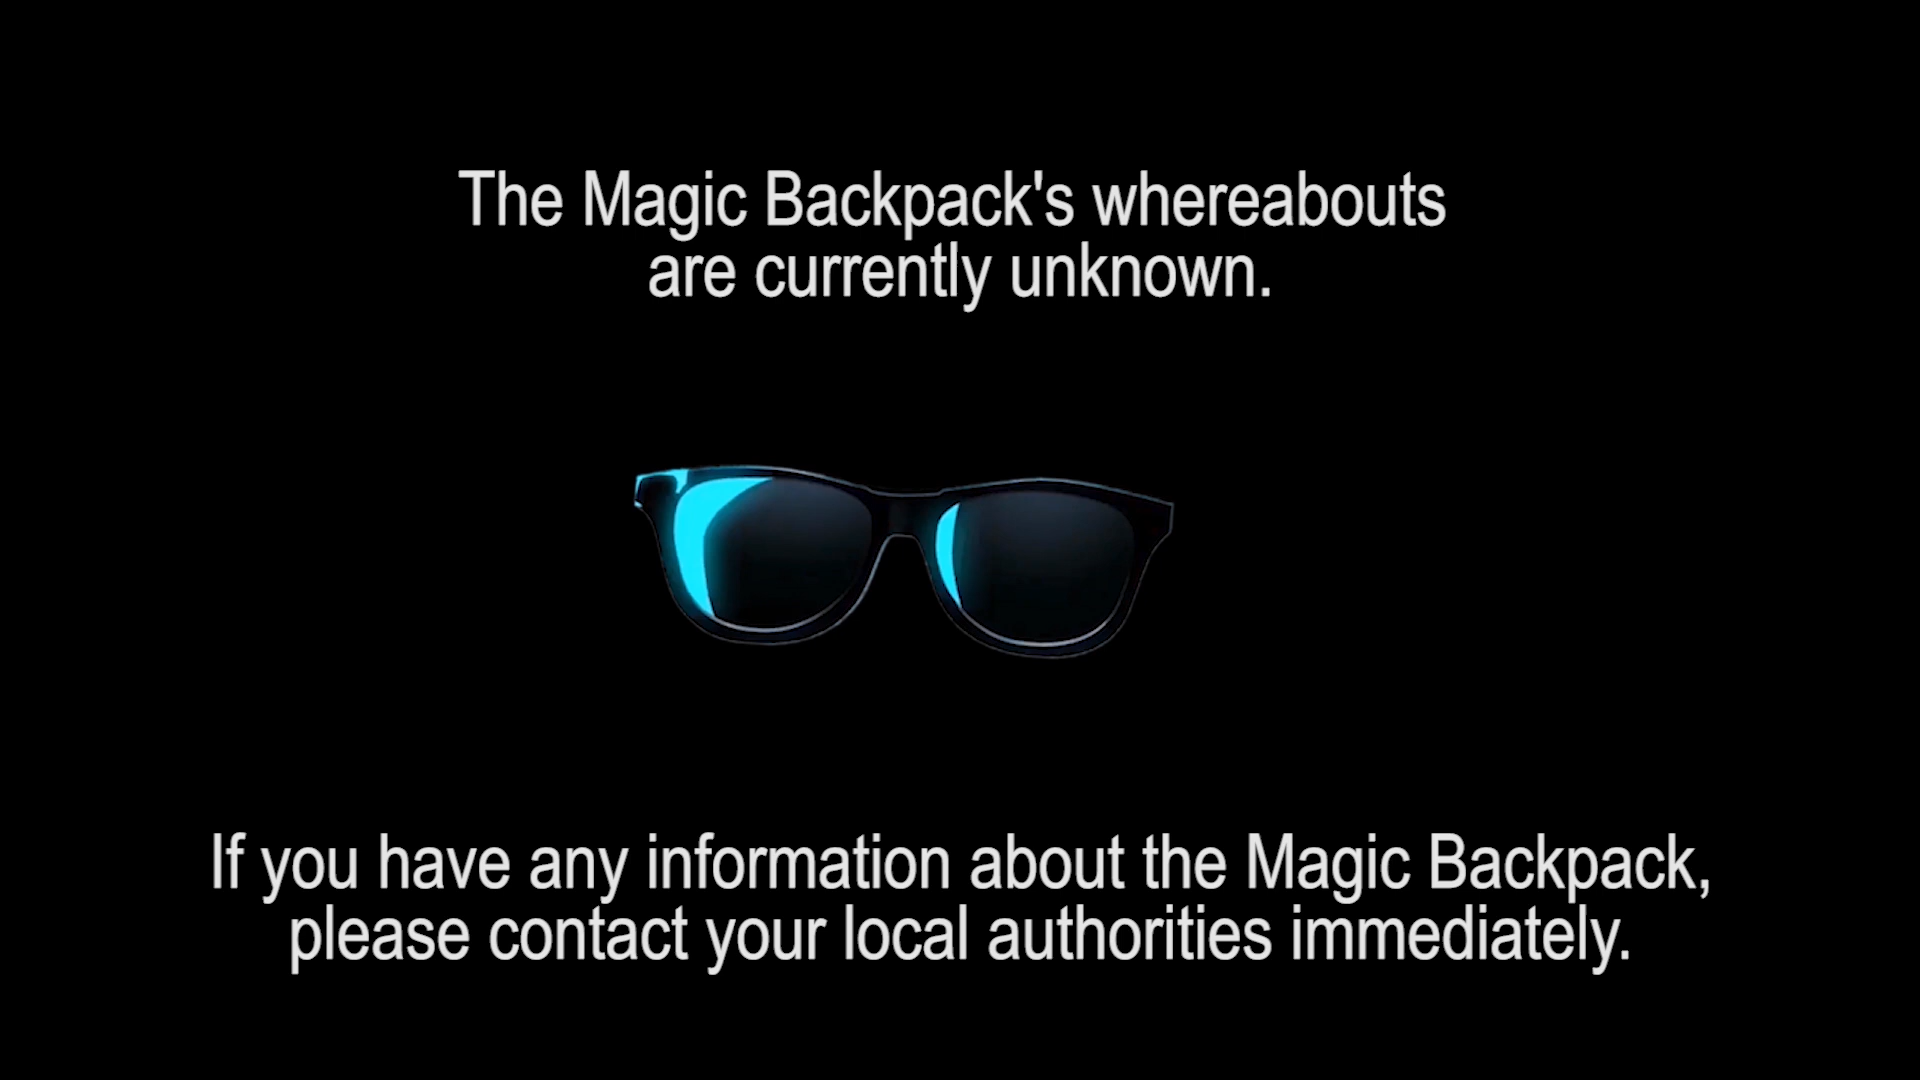 The Magic Backpack's whereabouts
are currently unknown.
If you have any information about the Magic Backpack,
please contact your local authorities immediately.